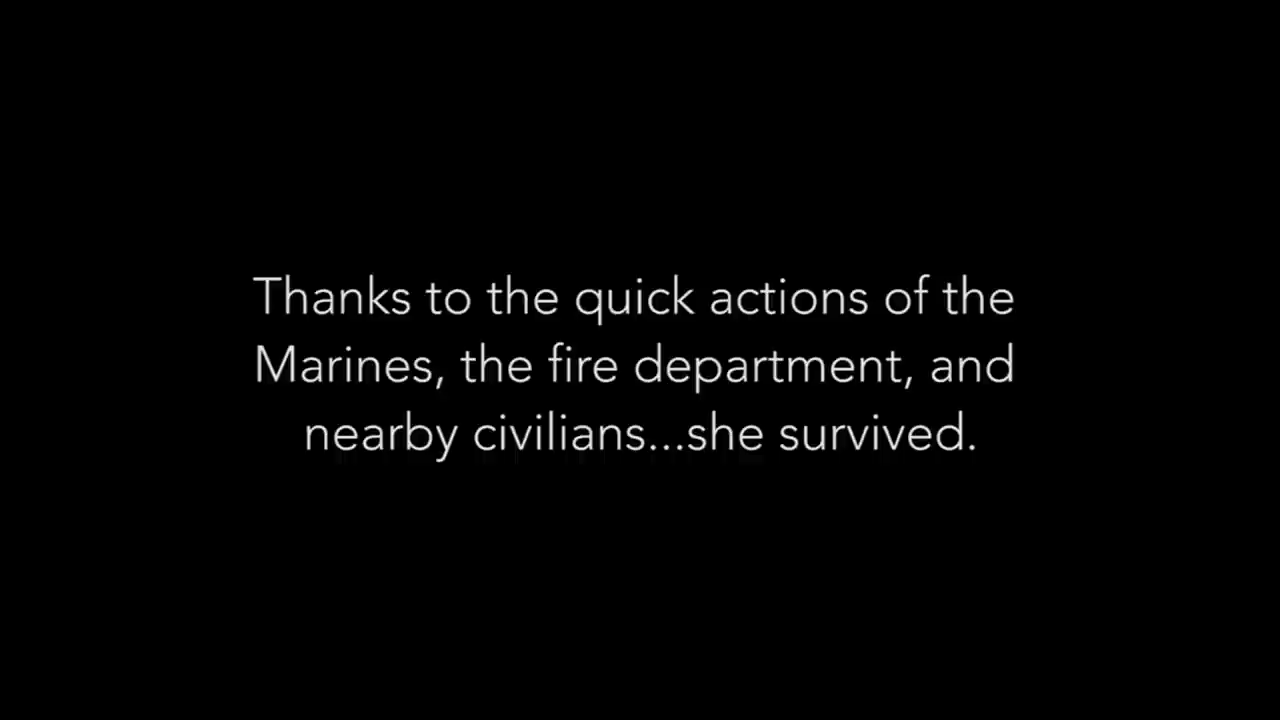 Thanks to the quick actions of the
Marines, the fire department, and
nearby civilians...she survived.